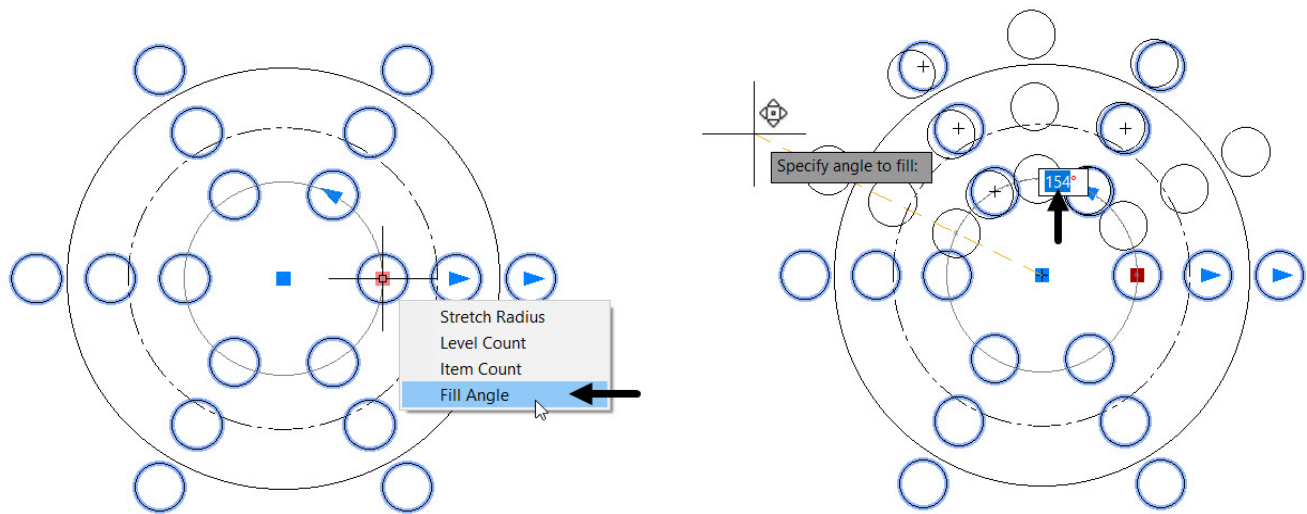 Stretch Radius
Level Count
Item Count
Fill Angle
Specify angle to fill:
154°